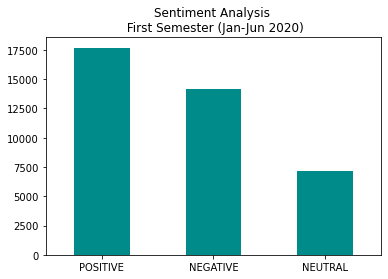 Sentiment Analysis
First Semester (Jan-Jun 2020)
17500
15000
12500
10000
7500
5000
2500
0
POSITIVE NEGATIVE NEUTRAL